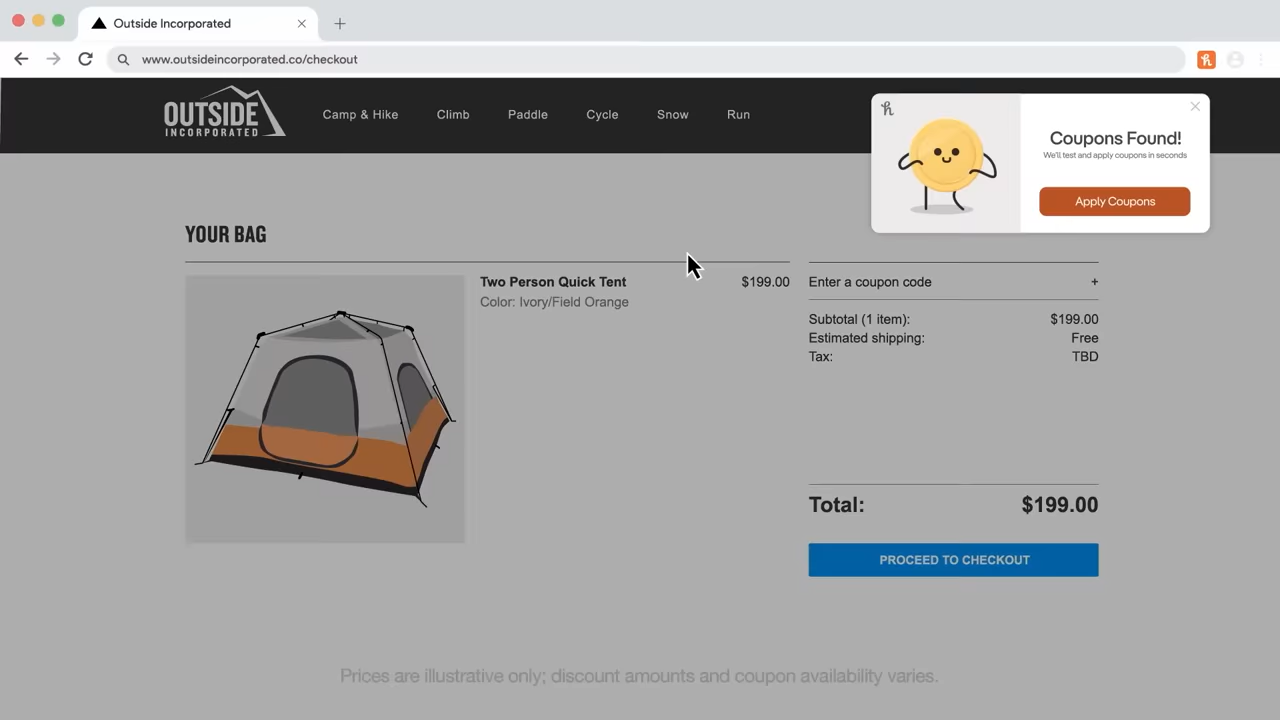 Outside Incorporated
www.outsideincorporated.co/checkout
OUTSIDE
INCORPORATED
Camp & Hike Climb Paddle Cycle Snow Run
h
Coupons Found!
We'll test and apply coupons in seconds
Apply Coupons
YOUR BAG
Two Person Quick Tent $199.00
Color: Ivory/Field Orange
Enter a coupon code +
Subtotal (1 item): $199.00
Estimated shipping: Free
Tax: TBD
Total: $199.00
PROCEED TO CHECKOUT
Prices are illustrative only; discount amounts and coupon availability varies.